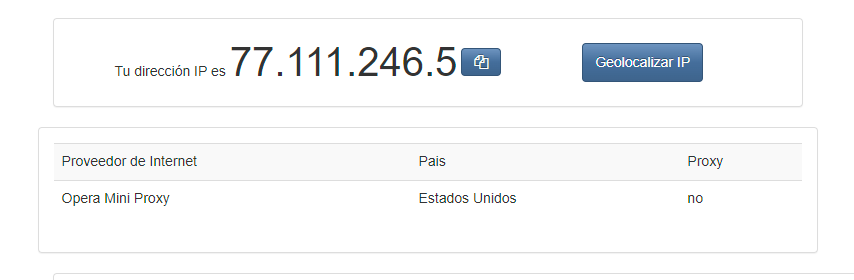 Tu dirección IP es 77.111.246.5 Geolocalizar IP
Proveedor de Internet Pais Proxy
Opera Mini Proxy Estados Unidos no